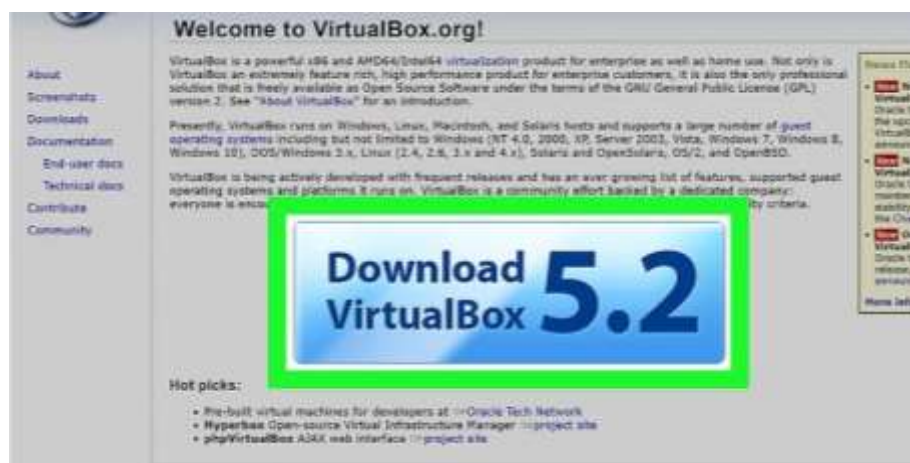 Welcome to VirtualBox.org!
VirtualBox is a powerful x86 and AMD64/Intel64 virtualization product for enterprise as well as home use. Not only is
VirtualBox an extremely feature rich, high performance product for enterprise customers, it is also the only professional
solution that is freely available as Open Source Software under the terms of the GNU General Public License (GPL)
version 2. See "About VirtualBox" for an introduction.
Presently, VirtualBox runs on Windows, Linux, Macintosh, and Solaris hosts and supports a large number of guest
operating systems including but not limited to Windows (NT 4.0, 2000, XP, Server 2003, Vista, Windows 7, Windows 8,
Windows 10), DOS/Windows 3.x, Linux (2.4, 2.6, 3.x and 4.x), Solaris and OpenSolaris, OS/2, and OpenBSD.
VirtualBox is being actively developed with frequent releases and has an ever growing list of features, supported guest
operating systems and platforms it runs on. VirtualBox is a community effort backed by a dedicated company:
everyone is encou
ity criteria.
About
Screenshots
Downloads
Documentation
End-user docs
Technical docs
Contribute
Community
Download
VirtualBox
5.2
Hot picks:
• Pre-built virtual machines for developers at Oracle Tech Network
• Hyperbox Open-source Virtual Infrastructure Manager project site
• phpVirtualBox AJAX web interface project site
New
New
New